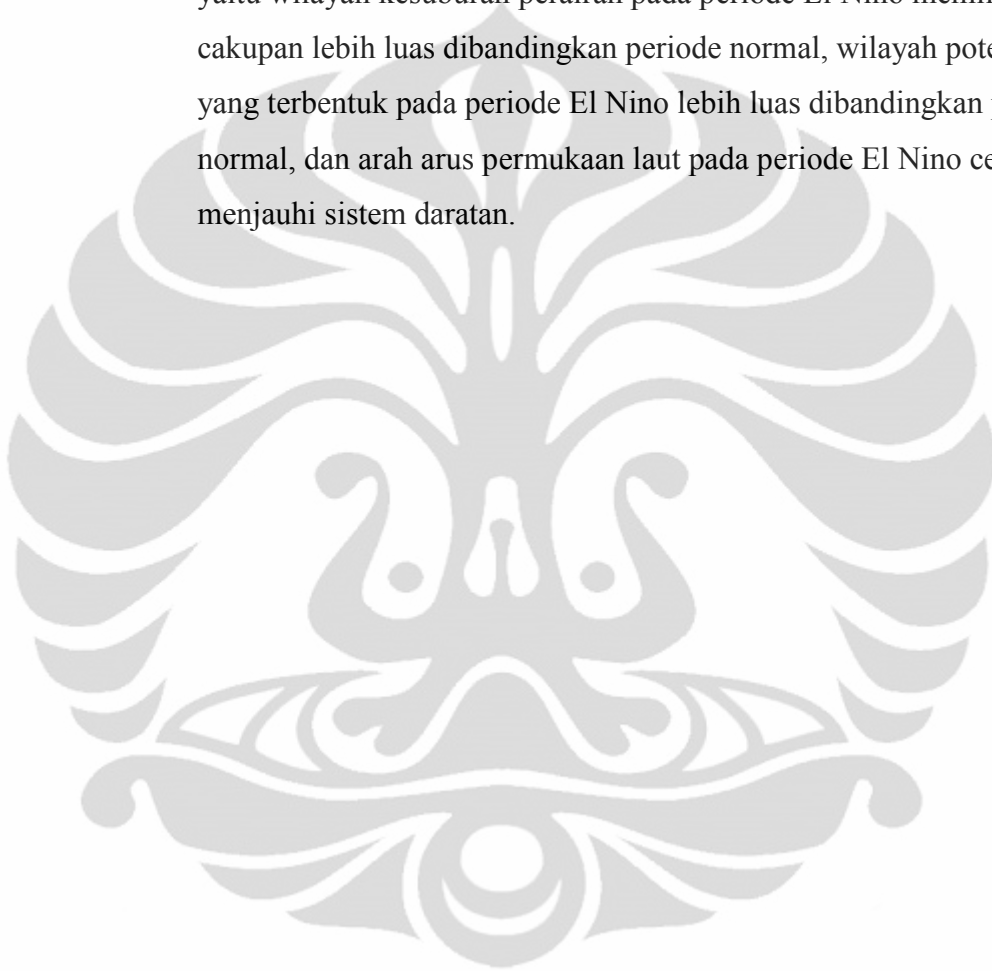 yaitu wilayah kesuburan perairan pada periode El Nino
cakupan lebih luas dibandingkan periode normal, wilayah
yang terbentuk pada periode El Nino lebih luas dibandingkan
normal, dan arah arus permukaan laut pada periode El Nino
menjauhi sistem daratan.